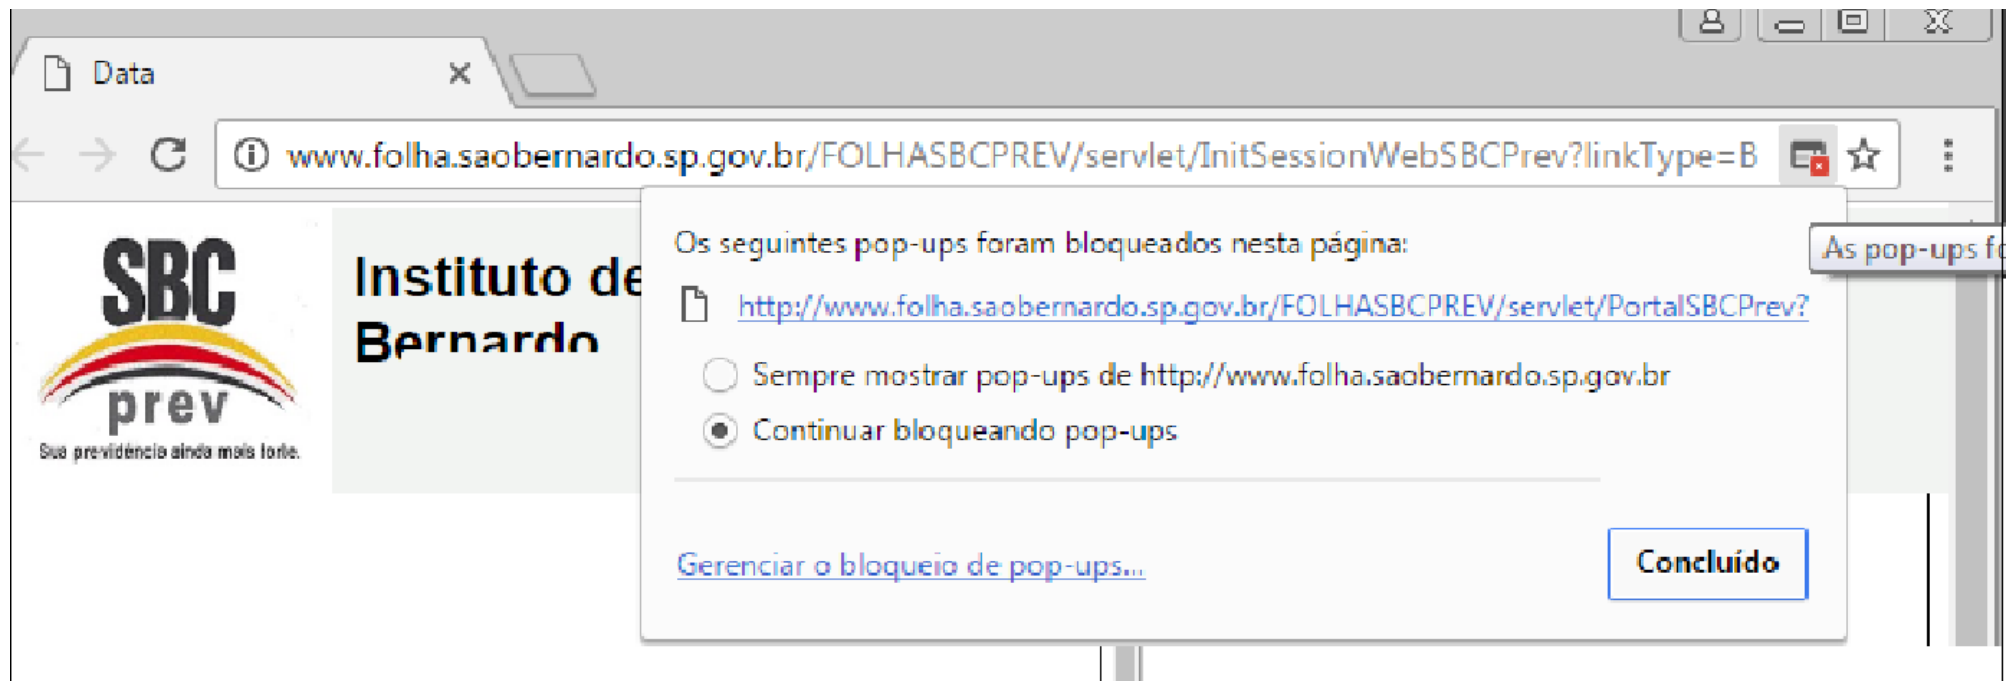 Data
www.folha.saobernardo.sp.gov.br/FOLHASBCPREV/servlet/InitSessionWebSBCPrev?linkType=B
SBC
prev
Sua previdência ainda mais forte.
Instituto de
Bernardo
Os seguintes pop-ups foram bloqueados nesta página:
http://www.folha.saobernardo.sp.gov.br/FOLHASBCPREV/servlet/PortalSBCPrev?
Sempre mostrar pop-ups de http://www.folha.saobernardo.sp.gov.br
Continuar bloqueando pop-ups
Gerenciar o bloqueio de pop-ups...
Concluído
As pop-ups fo